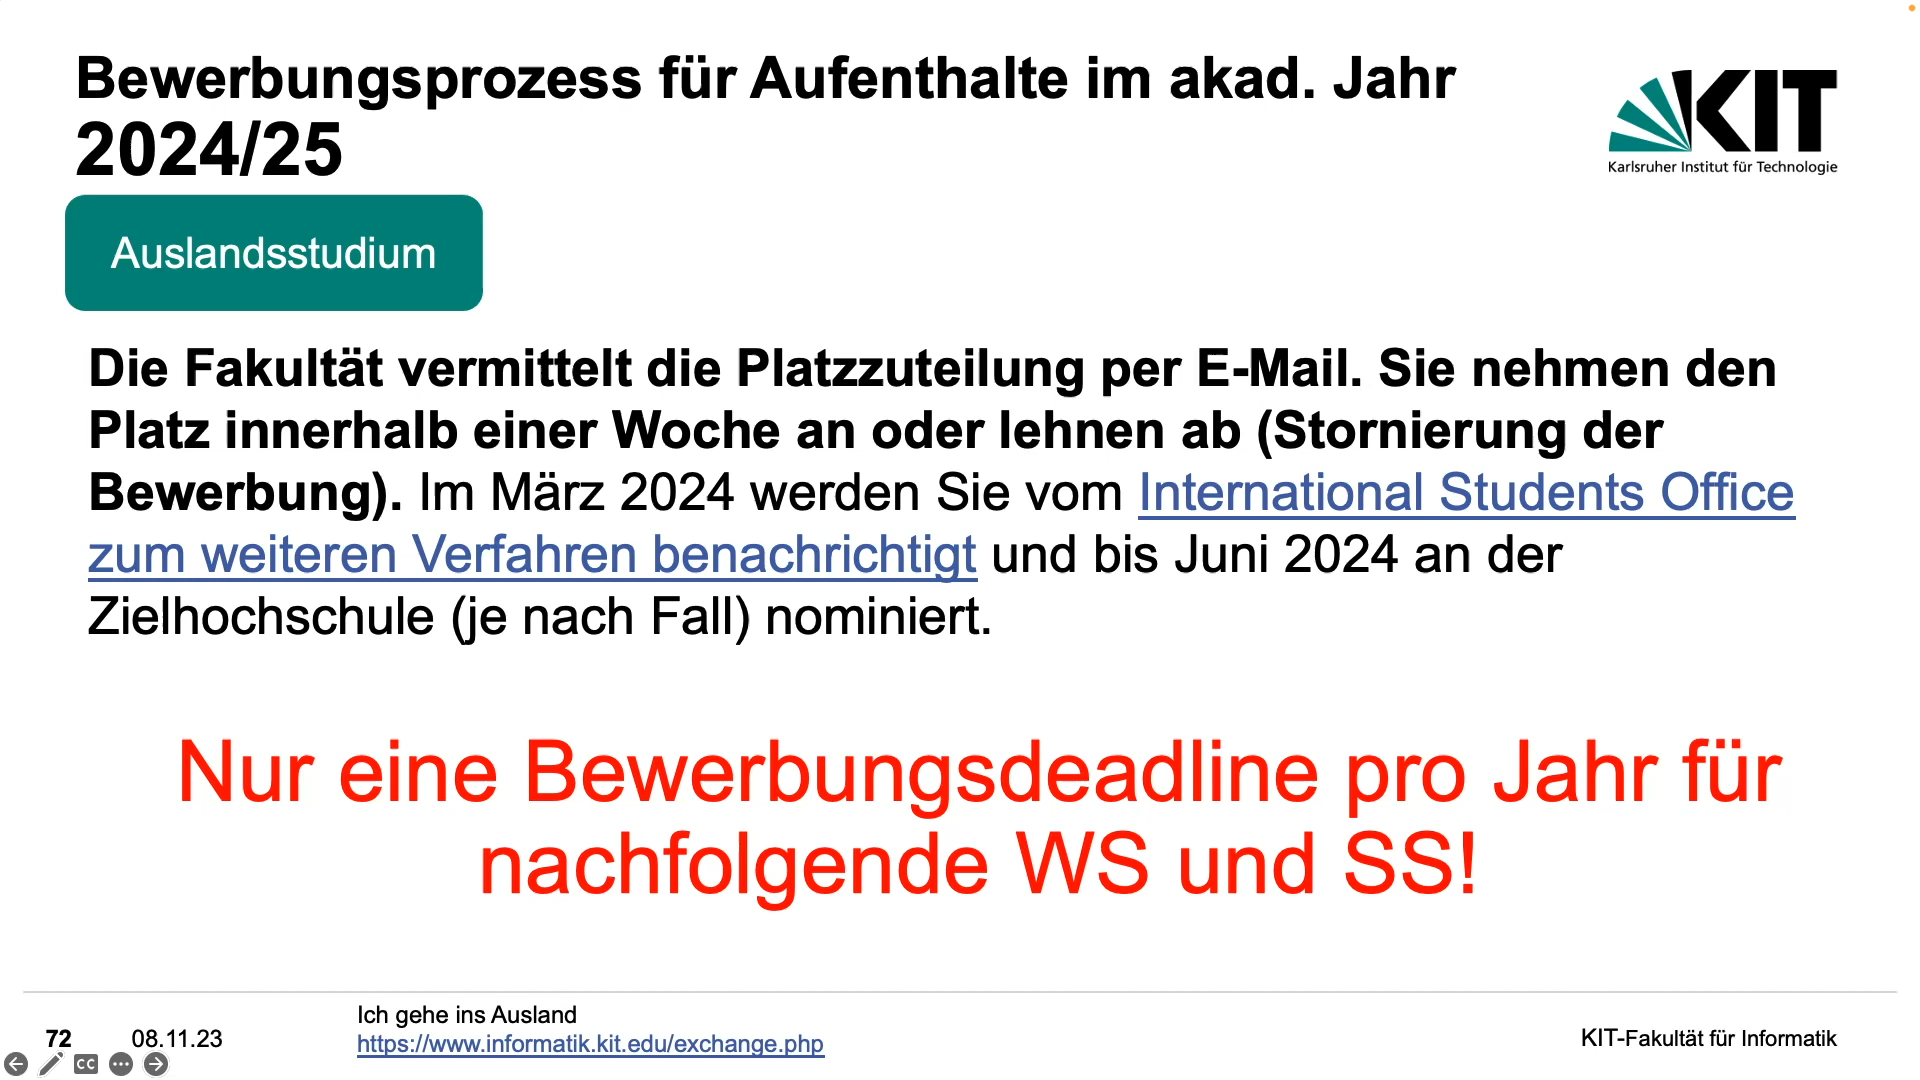 Bewerbungsprozess für Aufenthalte im akad. Jahr
2024/25
KIT
Karlsruher Institut für Technologie
Auslandsstudium
Die Fakultät vermittelt die Platzzuteilung per E-Mail. Sie nehmen den
Platz innerhalb einer Woche an oder lehnen ab (Stornierung der
Bewerbung). Im März 2024 werden Sie vom International Students Office
zum weiteren Verfahren benachrichtigt und bis Juni 2024 an der
Zielhochschule (je nach Fall) nominiert.
Nur eine Bewerbungsdeadline pro Jahr für
nachfolgende WS und SS!
72
08.11.23
Ich gehe ins Ausland
https://www.informatik.kit.edu/exchange.php
KIT-Fakultät für Informatik
CC